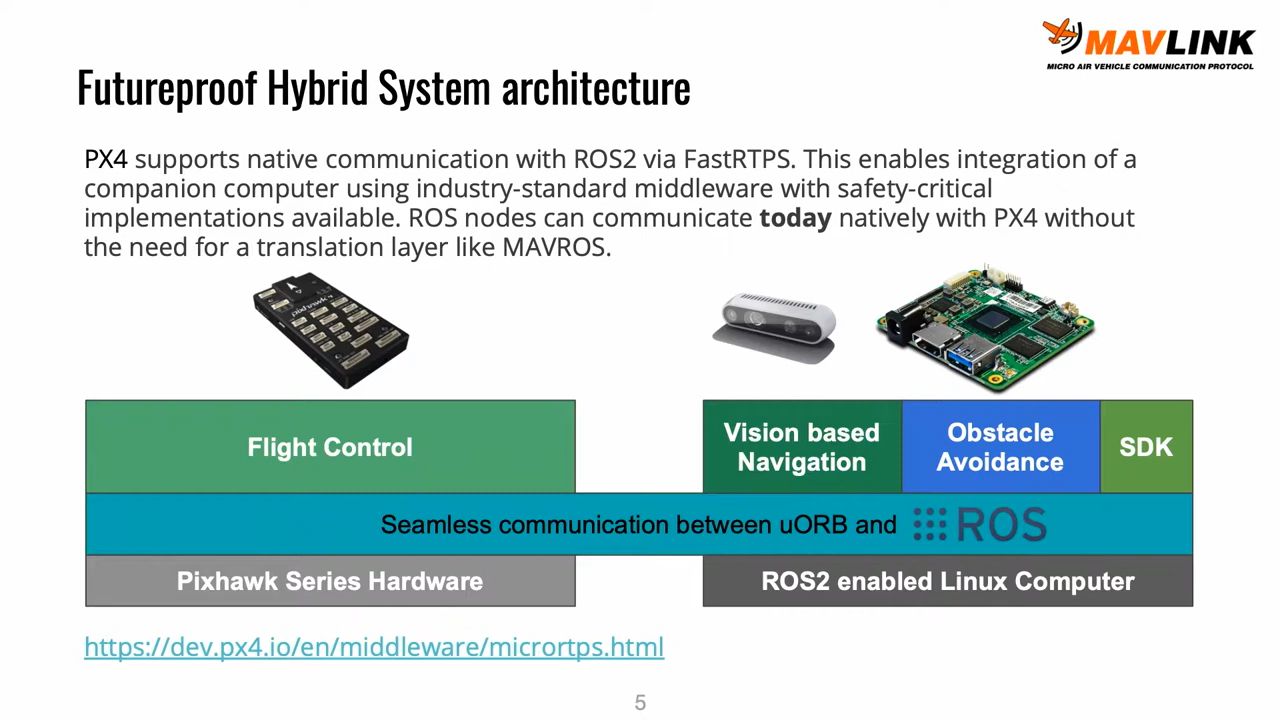 MAVLINK
MICRO AIR VEHICLE COMMUNICATION PROTOCOL
Futureproof Hybrid System architecture
PX4 supports native communication with ROS2 via FastRTPS. This enables integration of a
companion computer using industry-standard middleware with safety-critical
implementations available. ROS nodes can communicate today natively with PX4 without
the need for a translation layer like MAVROS.
pixhawk 4
Flight Control
Vision based
Navigation
Obstacle
Avoidance
SDK
Seamless communication between uORB and ROS
Pixhawk Series Hardware
ROS2 enabled Linux Computer
https://dev.px4.io/en/middleware/micrortps.html
5